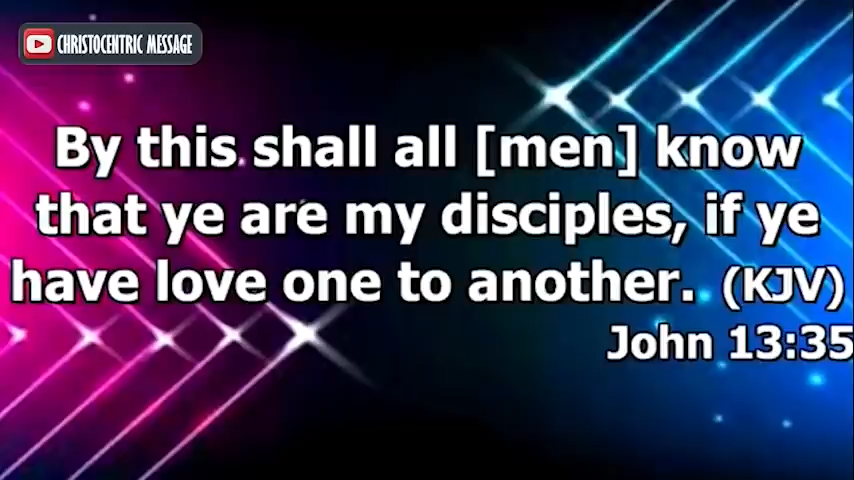 CHRISTOCENTRIC MESSAGE
By this shall all [men] know
that ye are my disciples, if ye
have love one to another. (KJV)
John 13:35